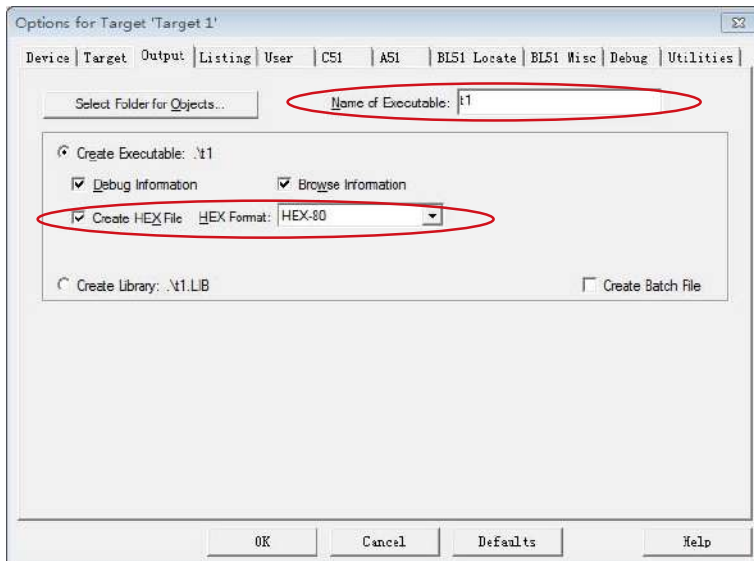 Options for Target 'Target 1'
Device Target Output Listing User C51 A51 BL51 Locate BL51 Misc Debug Utilities
Select Folder for Objects... Name of Executable: t1
Create Executable: .\t1
Debug Information Browse Information
Create HEX File HEX Format: HEX-80
Create Library: .\t1.LIB Create Batch File
OK Cancel Defaults Help